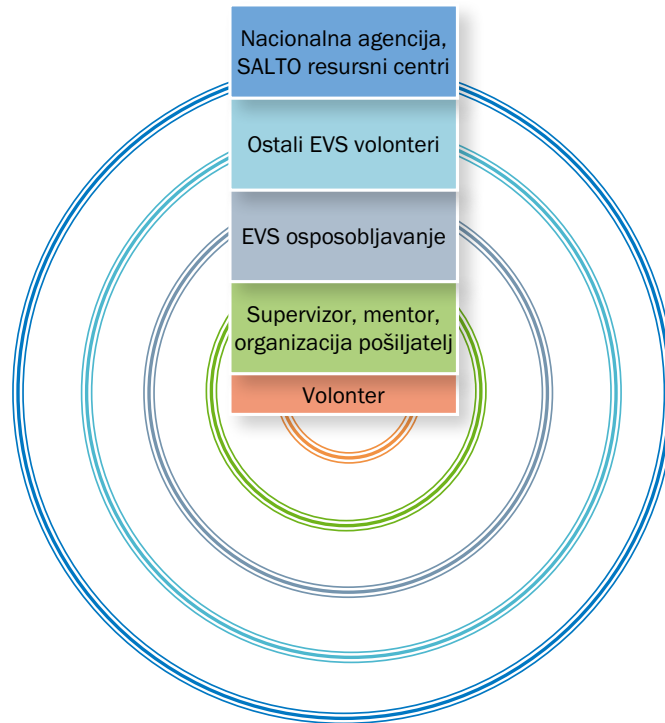 Nacionalna agencija,
SALTO resursni centri
Ostali EVS volonteri
EVS osposobljavanje
Supervizor, mentor,
organizacija pošiljatelj
Volonter